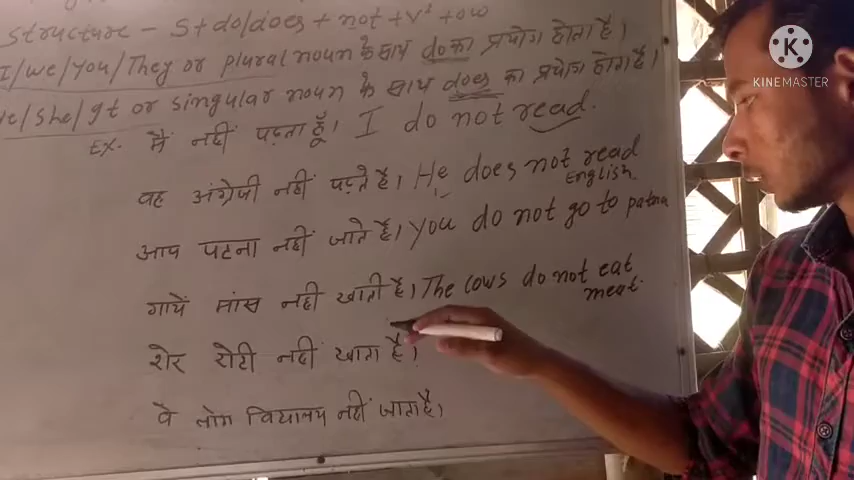 Structure - S+do/does + not + V¹ + ow
I/we/you/They or plural noun के साथ do का प्रयोग होता है।
He/She/It or singular noun के साथ does का प्रयोग होता है।
Ex. मैं नहीं पढ़ता हूँ। I do not read.
वह अंग्रेजी नहीं पढ़ते है। He does not read English.
आप पटना नहीं जाते है। You do not go to patna
गायें मांस नही खाती है। The cows do not eat meat.
शेर रोटी नहीं खाता है।
वे लोग विद्यालय नहीं जाता है।
KINEMASTER